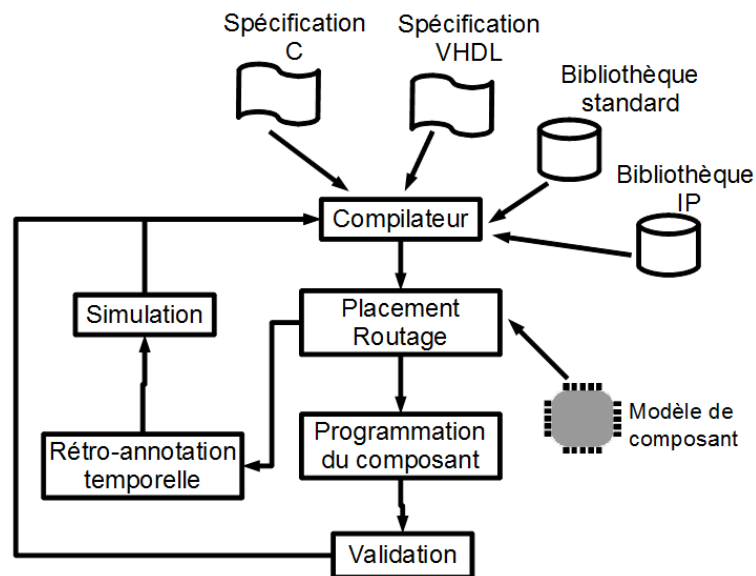 Spécification
C
Spécification
VHDL
Bibliothèque
standard
Bibliothèque
IP
Compilateur
Simulation
Placement
Routage
Modèle de
composant
Rétro-annotation
temporelle
Programmation
du composant
Validation